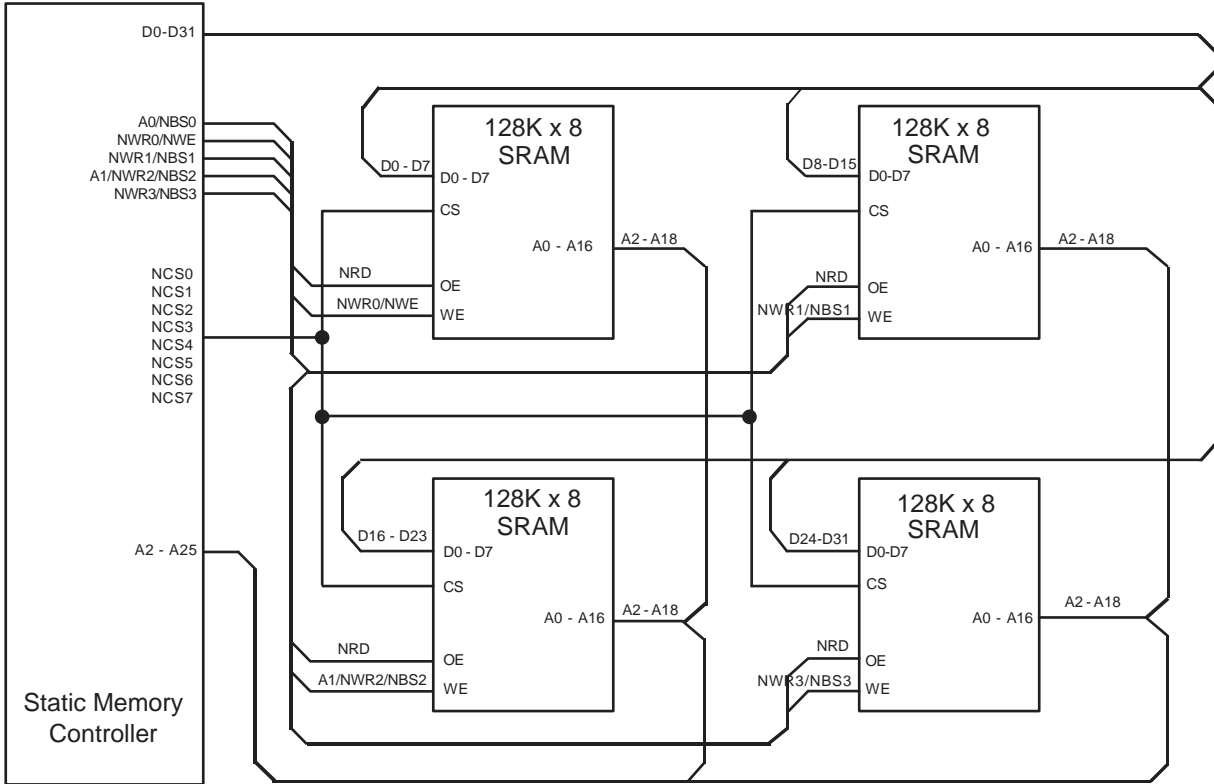 D0-D31
A0/NBS0
NWR0/NWE
NWR1/NBS1
A1/NWR2/NBS2
NWR3/NBS3
NCS0
NCS1
NCS2
NCS3
NCS4
NCS5
NCS6
NCS7
A2 - A25
Static Memory
Controller
128K x 8
SRAM
D0 - D7
D0 - D7
CS
A0 - A16
A2 - A18
NRD
OE
NWR0/NWE
WE
128K x 8
SRAM
D8-D15
D0-D7
CS
A0 - A16
A2 - A18
NRD
OE
NWR1/NBS1
WE
128K x 8
SRAM
D16 - D23
D0 - D7
CS
A0 - A16
A2 - A18
NRD
OE
A1/NWR2/NBS2
WE
128K x 8
SRAM
D24-D31
D0-D7
CS
A0 - A16
A2 - A18
NRD
OE
NWR3/NBS3
WE